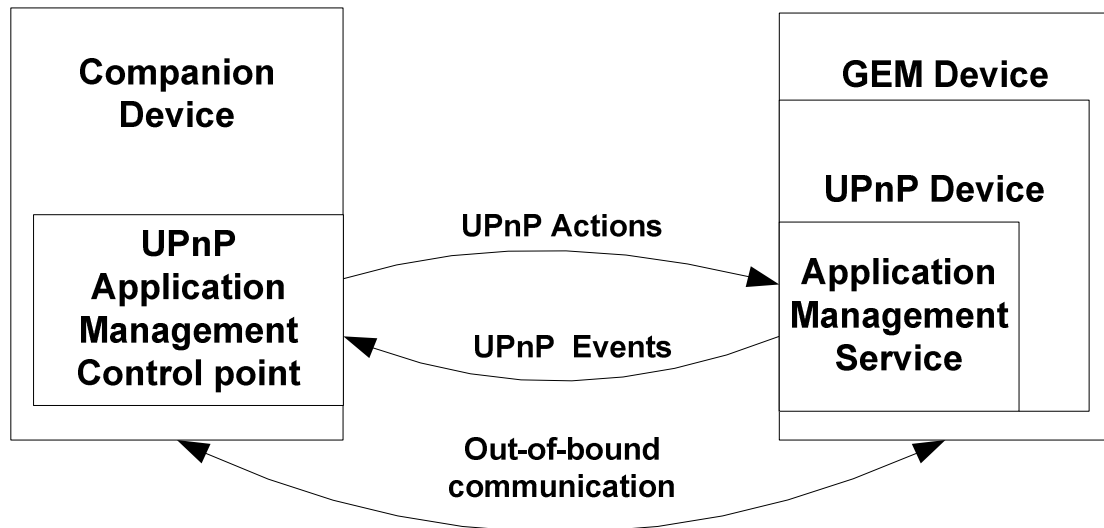 Companion
Device
UPnP
Application
Management
Control point
UPnP Actions
UPnP  Events
Out-of-bound
communication
GEM Device
UPnP Device
Application
Management
Service